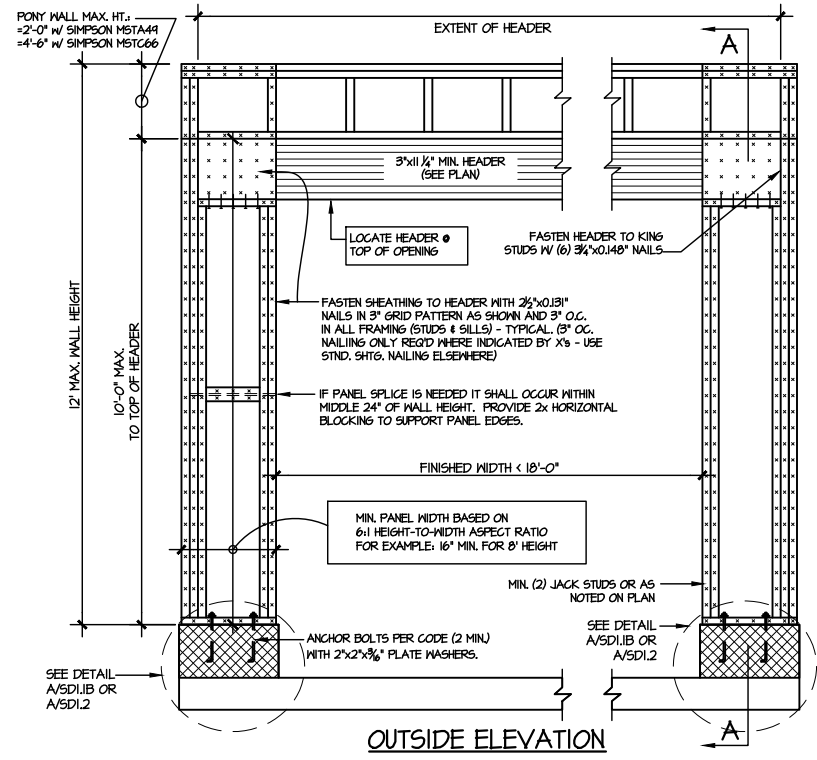 PONY WALL MAX. HT.:
=2'-0" W/ SIMPSON MSTA49
=4'-6" W/ SIMPSON MSTC66
EXTENT OF HEADER
A
3"x11 1/4" MIN. HEADER
(SEE PLAN)
LOCATE HEADER @
TOP OF OPENING
FASTEN HEADER TO KING
STUDS W/ (6) 3 1/4"x0.148" NAILS
12' MAX. WALL HEIGHT
10'-0" MAX.
TO TOP OF HEADER
FASTEN SHEATHING TO HEADER WITH 2 1/2"x0.131"
NAILS IN 3" GRID PATTERN AS SHOWN AND 3" O.C.
IN ALL FRAMING (STUDS & SILLS) - TYPICAL. (3" OC.
NAILIING ONLY REQ'D WHERE INDICATED BY X's - USE
STND. SHTG. NAILING ELSEWHERE)
IF PANEL SPLICE IS NEEDED IT SHALL OCCUR WITHIN
MIDDLE 24" OF WALL HEIGHT. PROVIDE 2x HORIZONTAL
BLOCKING TO SUPPORT PANEL EDGES.
FINISHED WIDTH < 18'-0"
MIN. PANEL WIDTH BASED ON
6:1 HEIGHT-TO-WIDTH ASPECT RATIO
FOR EXAMPLE: 16" MIN. FOR 8' HEIGHT
MIN. (2) JACK STUDS OR AS
NOTED ON PLAN
SEE DETAIL
A/SD1.1B OR
A/SD1.2
ANCHOR BOLTS PER CODE (2 MIN.)
WITH 2"x2"x3/16" PLATE WASHERS.
SEE DETAIL
A/SD1.1B OR
A/SD1.2
A
OUTSIDE ELEVATION